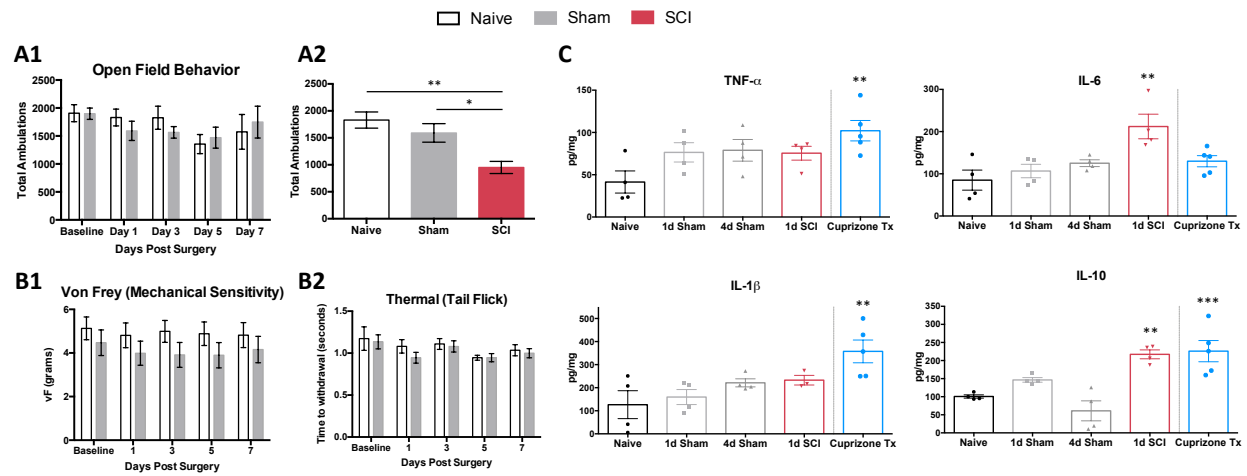 Naive Sham SCI
A1
Open Field Behavior
Total Ambulations
2500
2000
1500
1000
500
0
Baseline Day 1 Day 3 Day 5 Day 7
Days Post Surgery
A2
**
*
Total Ambulations
2500
2000
1500
1000
500
0
Naive Sham SCI
B1
Von Frey (Mechanical Sensitivity)
vF (grams)
6
4
2
0
Baseline 1 3 5 7
Days Post Surgery
B2
Thermal (Tail Flick)
Time to withdrawal (seconds)
1.5
1.0
0.5
0.0
Baseline 1 3 5 7
Days Post Surgery
C
TNF-α
**
pg/mg
150
100
50
0
Naive 1d Sham 4d Sham 1d SCI Cuprizone Tx
IL-6
**
pg/mg
300
200
100
0
Naive 1d Sham 4d Sham 1d SCI Cuprizone Tx
IL-1β
**
pg/mg
600
500
400
300
200
100
0
Naive 1d Sham 4d Sham 1d SCI Cuprizone Tx
IL-10
**
***
pg/mg
350
300
250
200
150
100
50
0
Naive 1d Sham 4d Sham 1d SCI Cuprizone Tx